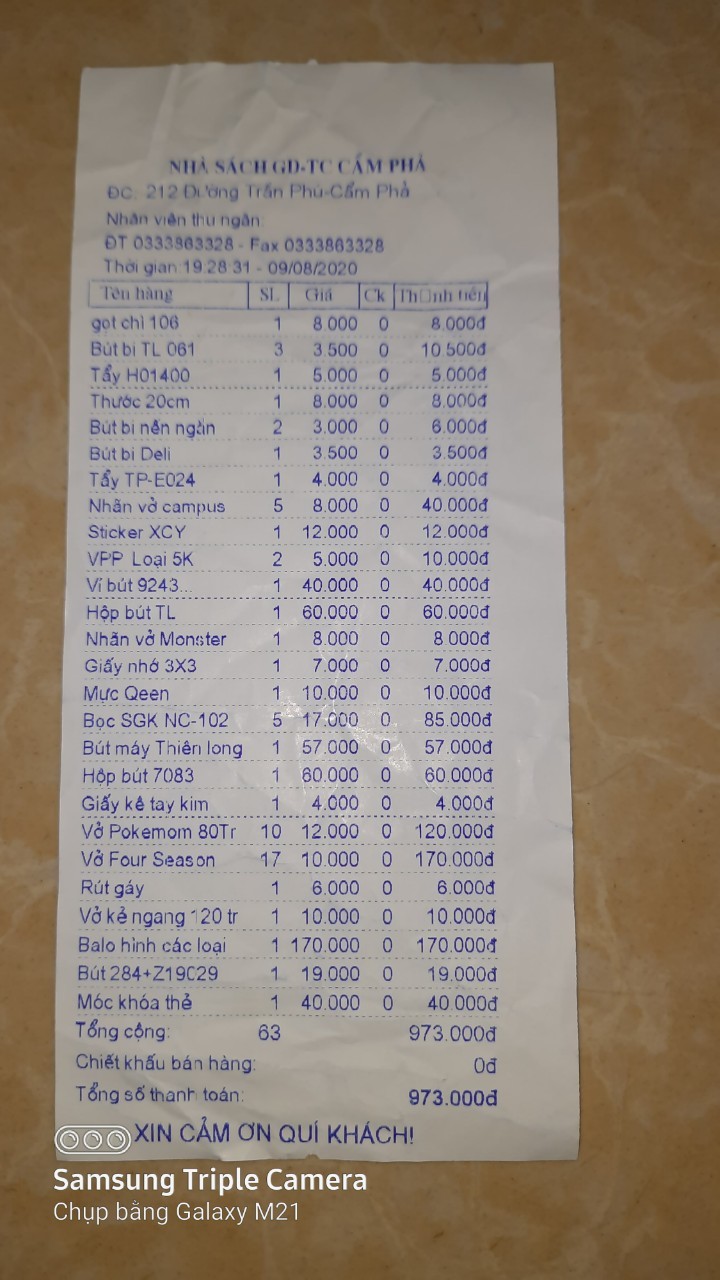 NHÀ SÁCH GD-TC CẨM PHẢ
ĐC. 212 Đường Trần Phú-Cẩm Phả
Nhân viên thu ngân:
ĐT 0333863328 - Fax 0333863328
Thời gian:19:28:31 - 09/08/2020
Tên hàng SL Giá Ck Th□nh tiền
gọt chì 106 1 8.000 0 8.000đ
Bút bi TL 061 3 3.500 0 10.500đ
Tẩy H01400 1 5.000 0 5.000đ
Thước 20cm 1 8.000 0 8.000đ
Bút bi nến ngắn 2 3.000 0 6.000đ
Bút bi Deli 1 3.500 0 3.500đ
Tẩy TP-E024 1 4.000 0 4.000đ
Nhãn vở campus 5 8.000 0 40.000đ
Sticker XCY 1 12.000 0 12.000đ
VPP Loại 5K 2 5.000 0 10.000đ
Ví bút 9243... 1 40.000 0 40.000đ
Hộp bút TL 1 60.000 0 60.000đ
Nhãn vở Monster 1 8.000 0 8.000đ
Giấy nhớ 3X3 1 7.000 0 7.000đ
Mực Qeen 1 10.000 0 10.000đ
Bọc SGK NC-102 5 17.000 0 85.000đ
Bút máy Thiên long 1 57.000 0 57.000đ
Hộp bút 7083 1 60.000 0 60.000đ
Giấy kê tay kim 1 4.000 0 4.000đ
Vở Pokemom 80Tr 10 12.000 0 120.000đ
Vở Four Season 17 10.000 0 170.000đ
Rút gáy 1 6.000 0 6.000đ
Vở kẻ ngang 120 tr 1 10.000 0 10.000đ
Balo hình các loại 1 170.000 0 170.000đ
Bút 284+Z19029 1 19.000 0 19.000đ
Móc khóa thẻ 1 40.000 0 40.000đ
Tổng cộng: 63 973.000đ
Chiết khấu bán hàng: 0đ
Tổng số thanh toán: 973.000đ
XIN CẢM ƠN QUÍ KHÁCH!
Samsung Triple Camera
Chụp bằng Galaxy M21